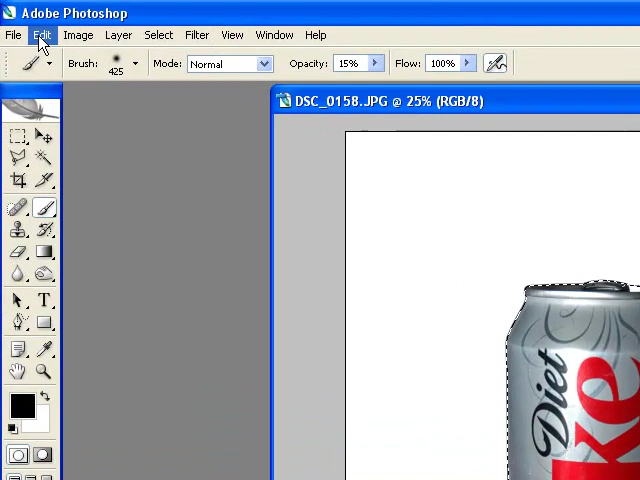 Adobe Photoshop
File Edit Image Layer Select Filter View Window Help
Brush: 425 Mode: Normal Opacity: 15% Flow: 100%
DSC_0158.JPG @ 25% (RGB/8)
T
Diet
ke